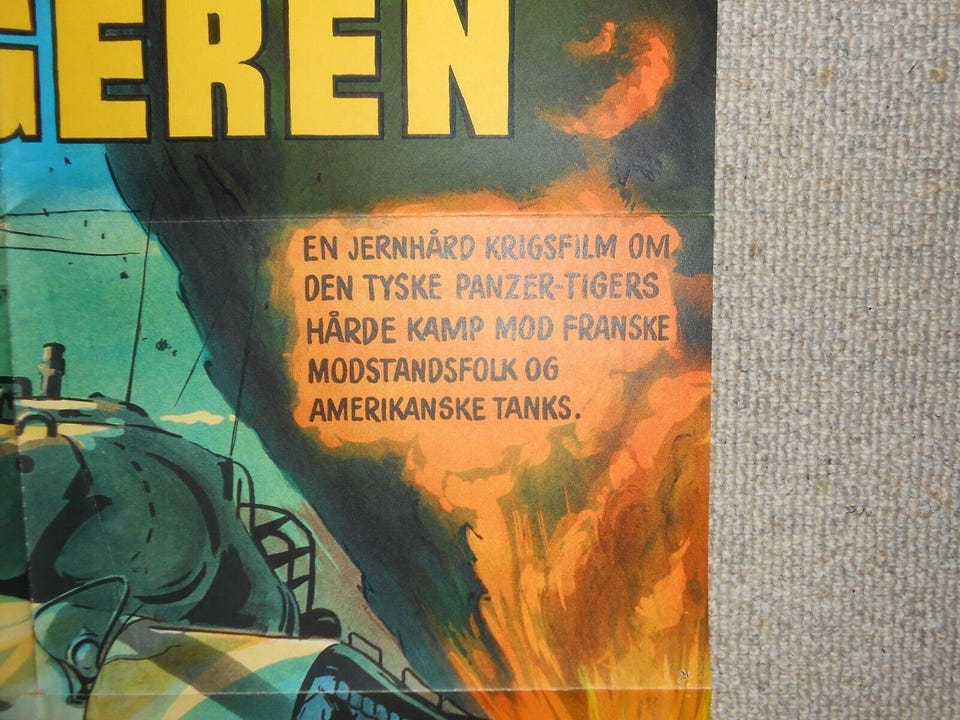 GEREN
EN JERNHÅRD KRIGSFILM OM
DEN TYSKE PANZER-TIGERS
HÅRDE KAMP MOD FRANSKE
MODSTANDSFOLK OG
AMERIKANSKE TANKS.